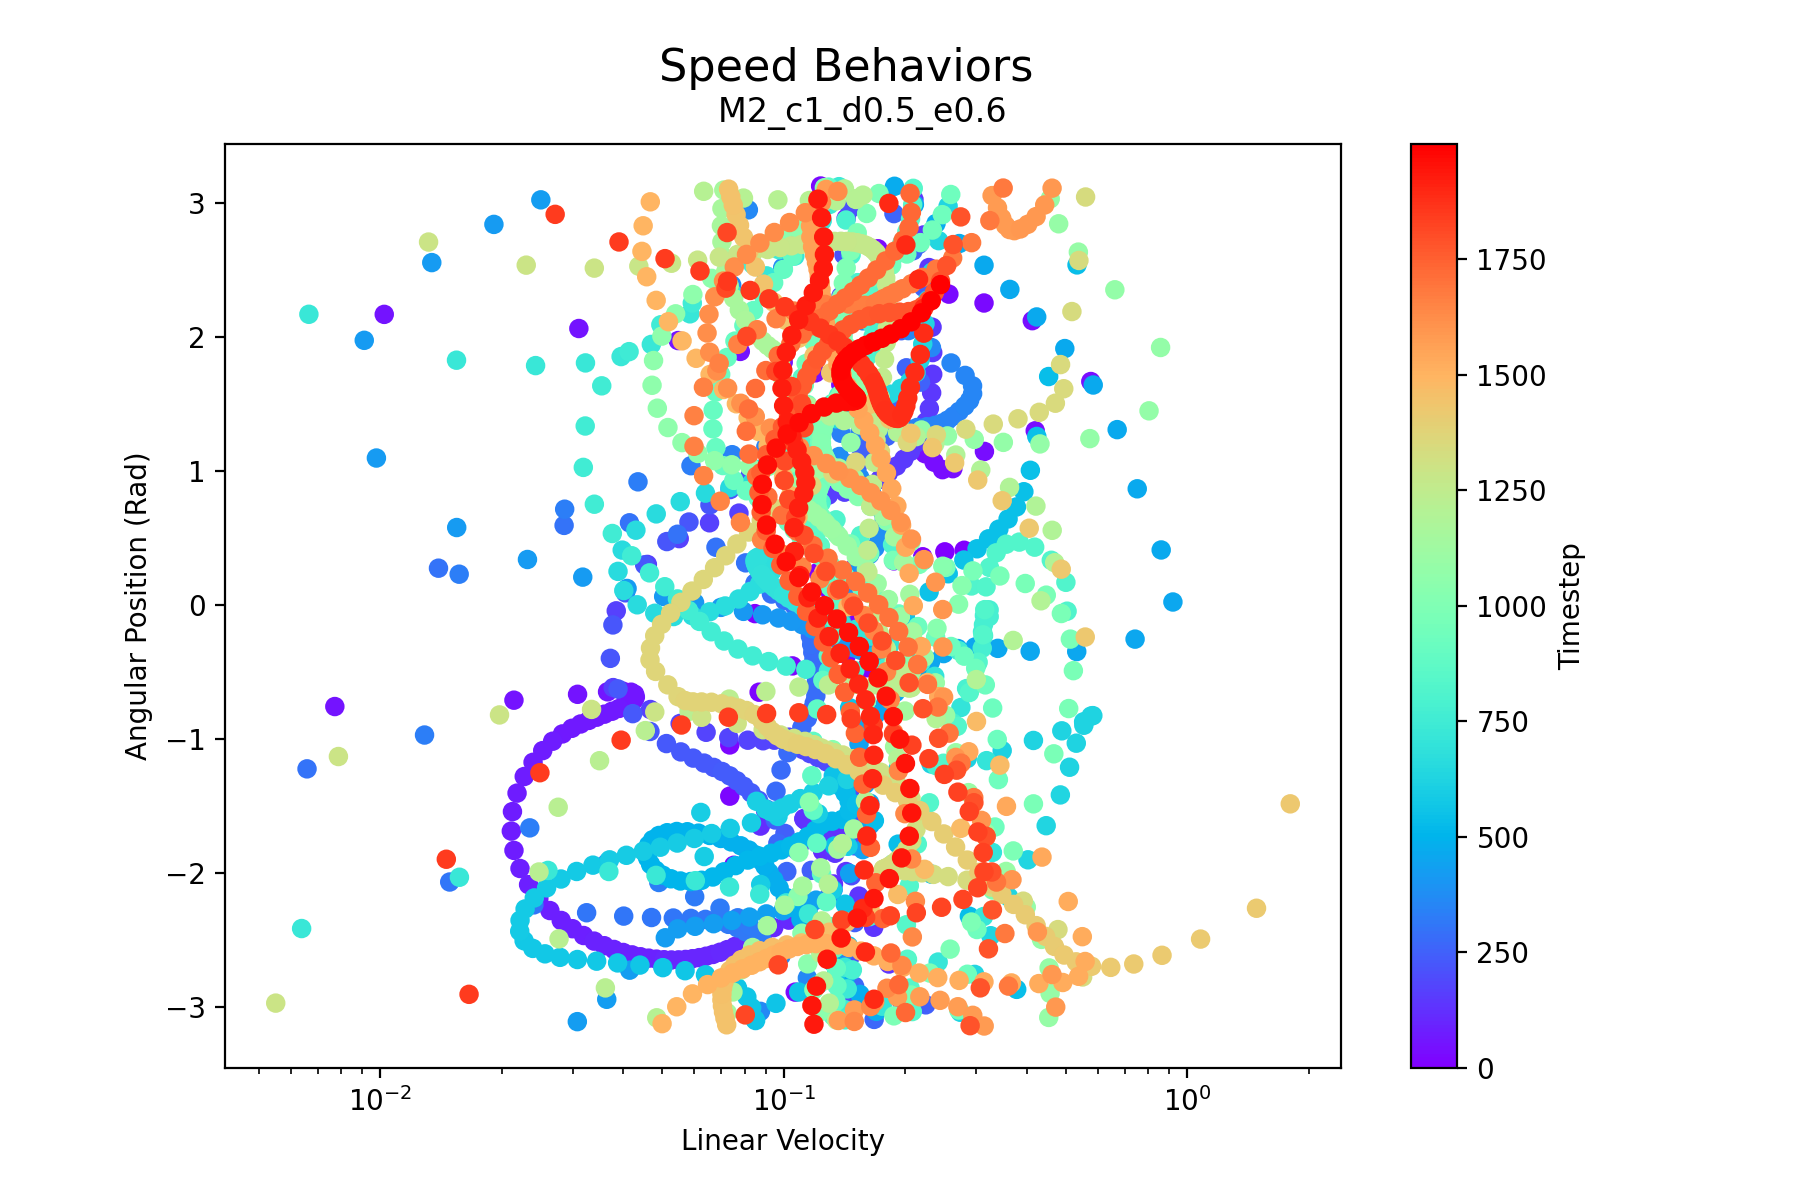 Speed Behaviors
M2_c1_d0.5_e0.6
3
2
1
0
−1
−2
−3
Angular Position (Rad)
10⁻² 10⁻¹ 10⁰
Linear Velocity
1750
1500
1250
1000
750
500
250
0
Timestep